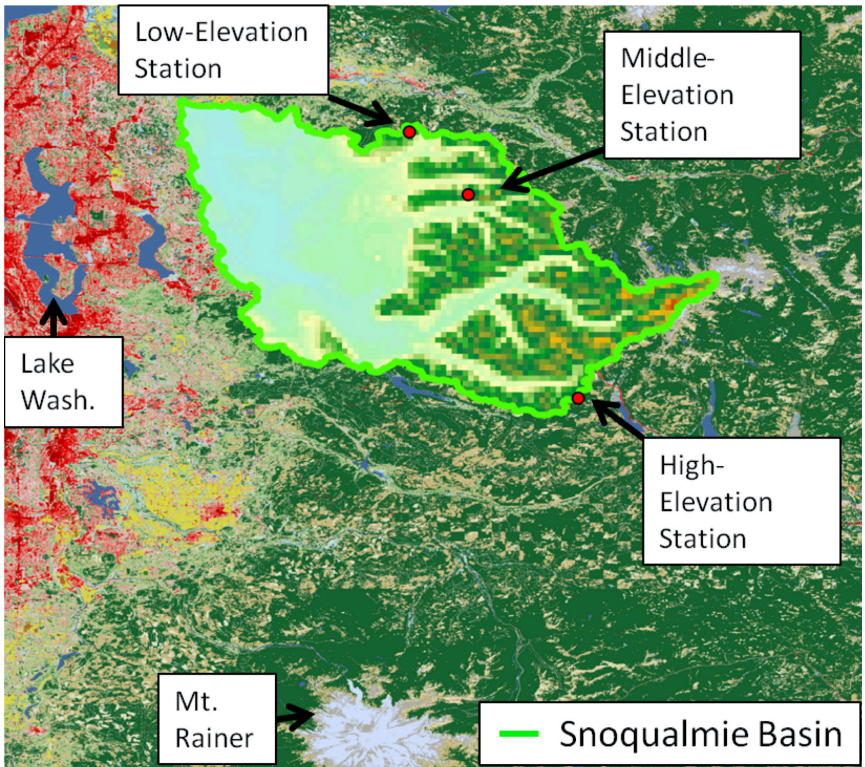 Low-Elevation
Station
Middle-
Elevation
Station
Lake
Wash.
High-
Elevation
Station
Mt.
Rainer
Snoqualmie Basin